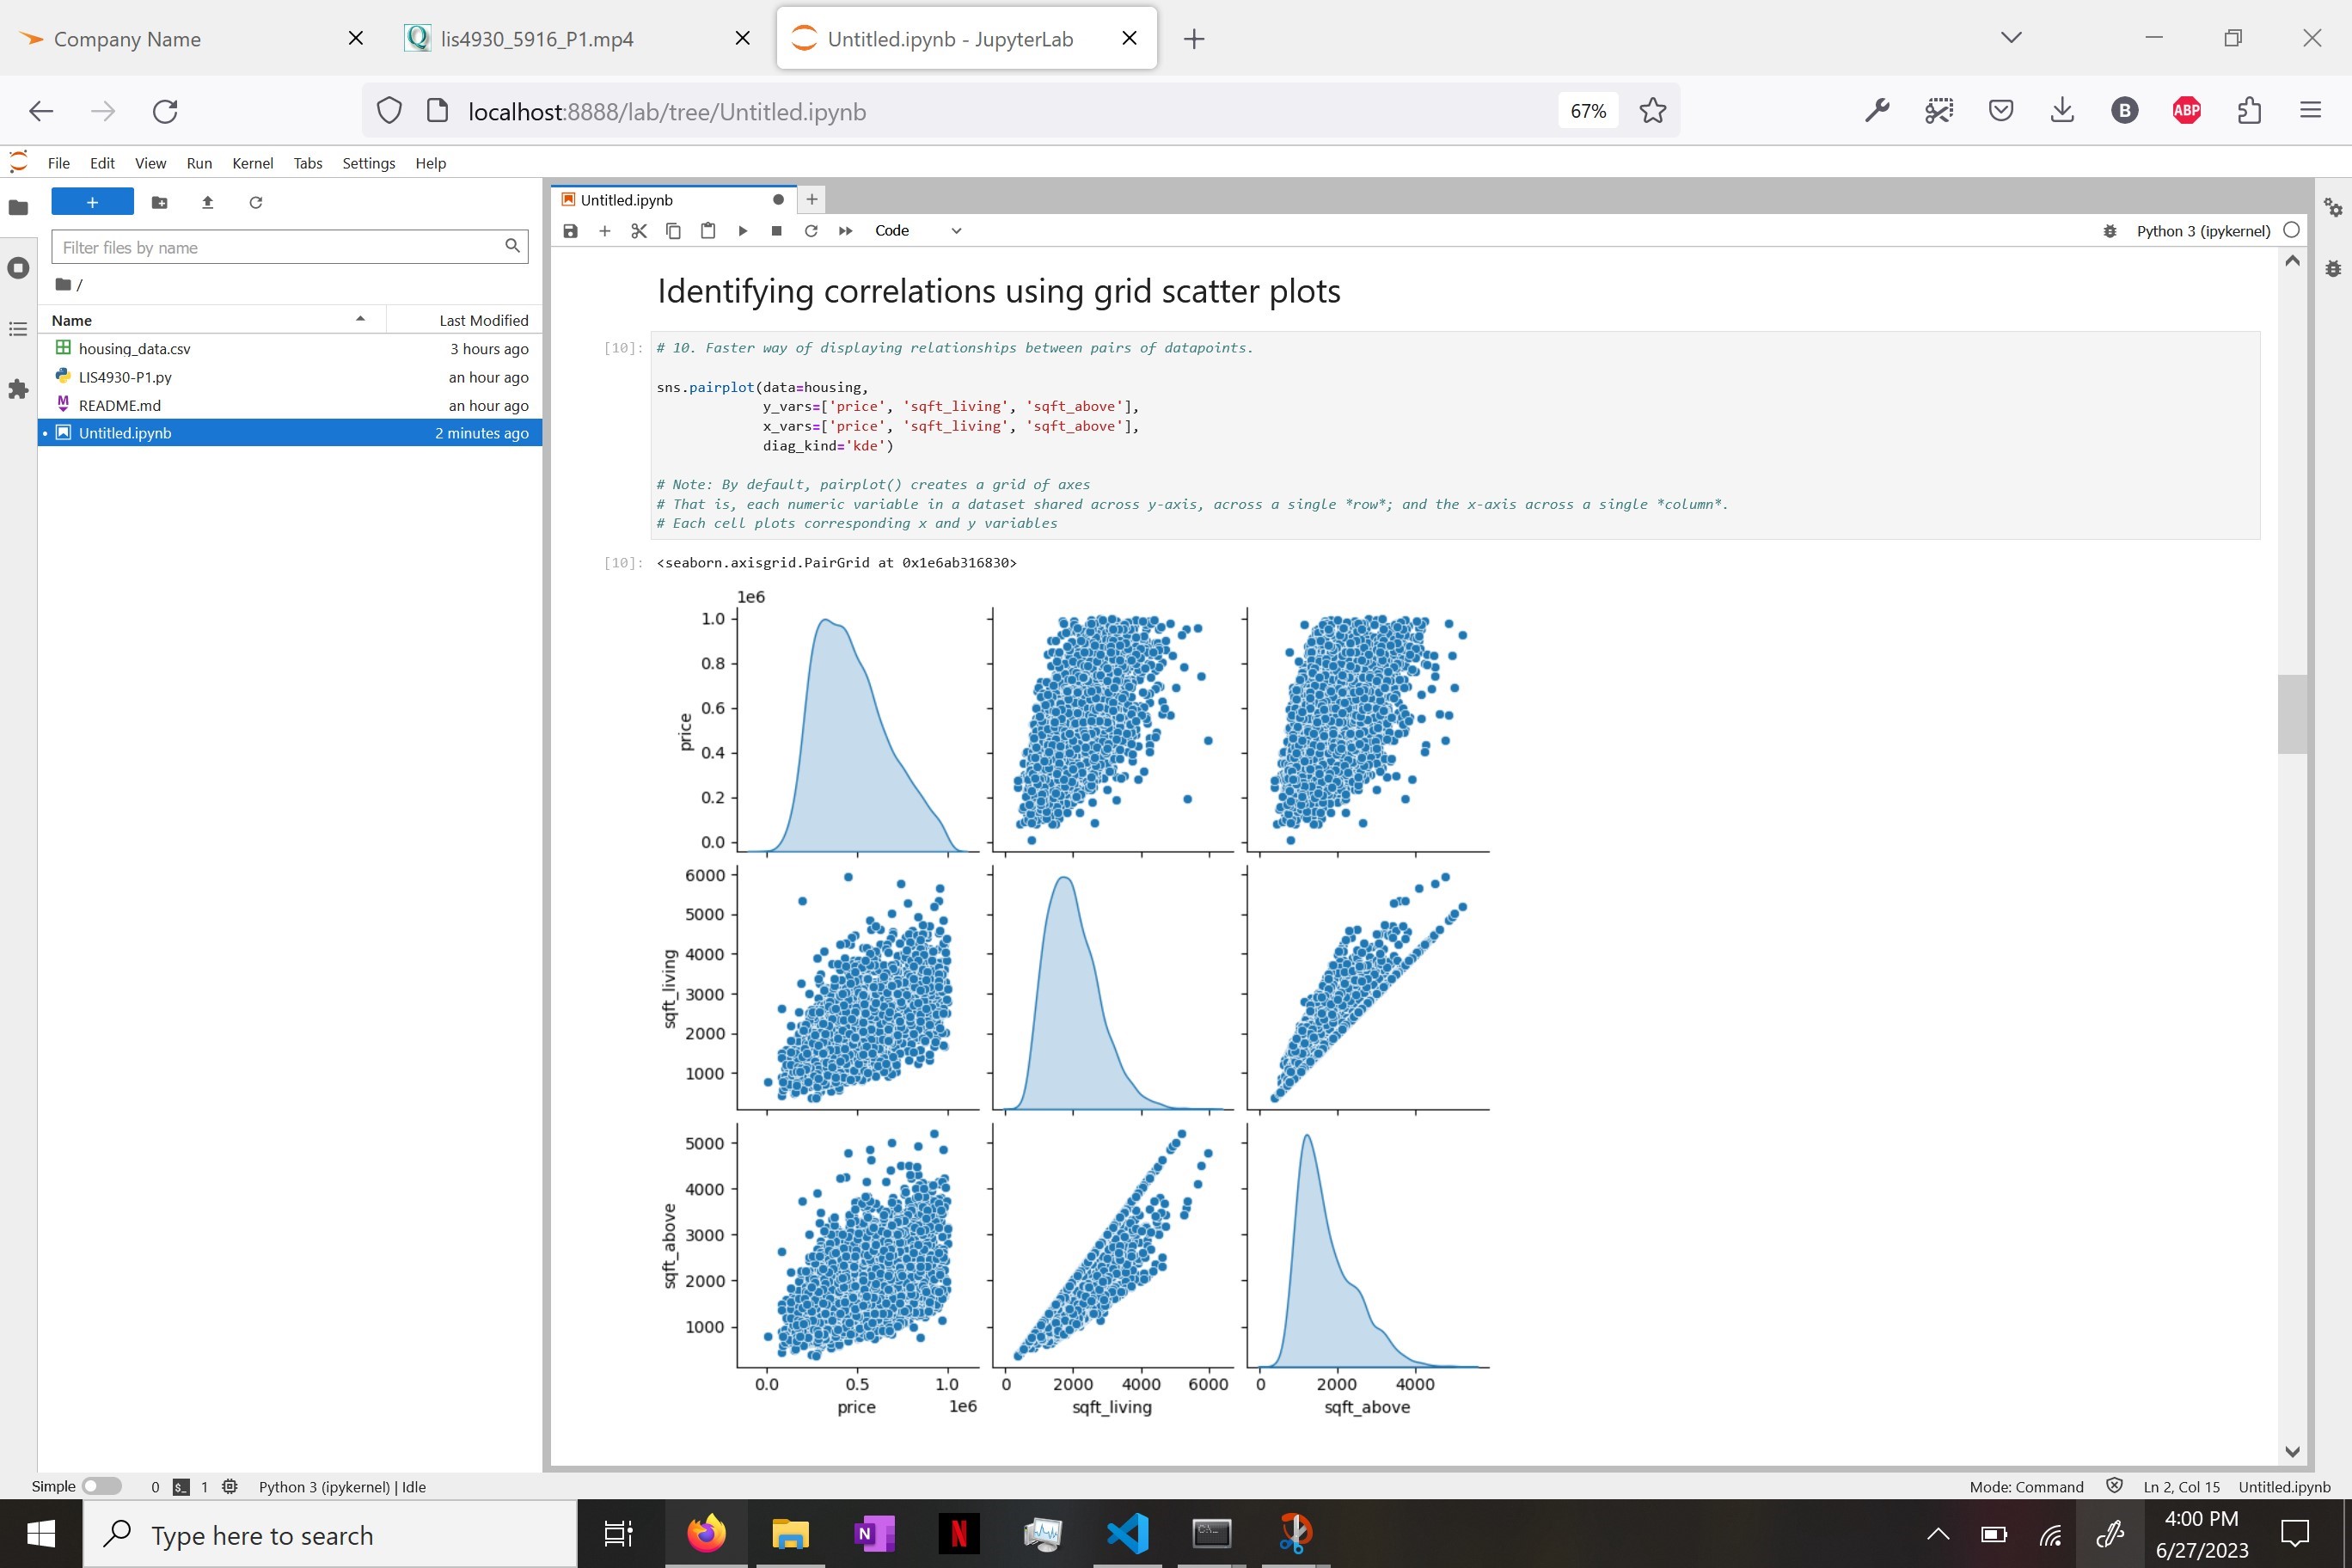 Company Name
lis4930_5916_P1.mp4
Untitled.ipynb - JupyterLab
localhost:8888/lab/tree/Untitled.ipynb
67%
B
ABP
File Edit View Run Kernel Tabs Settings Help
Untitled.ipynb
Filter files by name
Code
Python 3 (ipykernel)
/
Name Last Modified
housing_data.csv 3 hours ago
LIS4930-P1.py an hour ago
README.md an hour ago
Untitled.ipynb 2 minutes ago
Identifying correlations using grid scatter plots
[10]: # 10. Faster way of displaying relationships between pairs of datapoints.
sns.pairplot(data=housing,
y_vars=['price', 'sqft_living', 'sqft_above'],
x_vars=['price', 'sqft_living', 'sqft_above'],
diag_kind='kde')
# Note: By default, pairplot() creates a grid of axes
# That is, each numeric variable in a dataset shared across y-axis, across a single *row*; and the x-axis across a single *column*.
# Each cell plots corresponding x and y variables
[10]: <seaborn.axisgrid.PairGrid at 0x1e6ab316830>
1e6
1.0
0.8
0.6
0.4
0.2
0.0
price
6000
5000
4000
3000
2000
1000
sqft_living
5000
4000
3000
2000
1000
sqft_above
0.0 0.5 1.0 0 2000 4000 6000 0 2000 4000
price 1e6 sqft_living sqft_above
Simple 0 $_ 1 Python 3 (ipykernel) | Idle
Mode: Command Ln 2, Col 15 Untitled.ipynb
Type here to search
N
N
C:\_
4:00 PM
6/27/2023